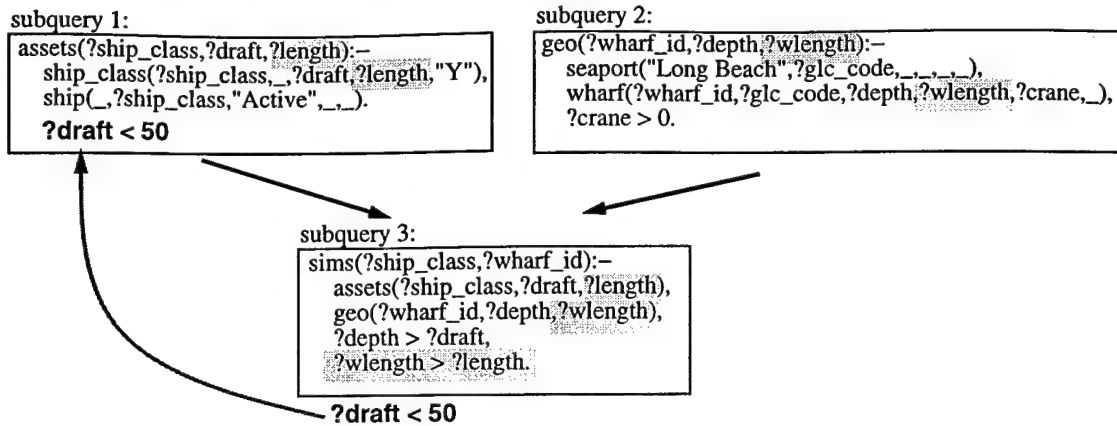 subquery 1:
assets(?ship_class,?draft,?length):–
ship_class(?ship_class,_,?draft,?length,"Y"),
ship(_,?ship_class,"Active",_,_).
?draft < 50
subquery 2:
geo(?wharf_id,?depth,?wlength):–
seaport("Long Beach",?glc_code,_,_,_,_),
wharf(?wharf_id,?glc_code,?depth,?wlength,?crane,_),
?crane > 0.
subquery 3:
sims(?ship_class,?wharf_id):–
assets(?ship_class,?draft,?length),
geo(?wharf_id,?depth,?wlength),
?depth > ?draft,
?wlength > ?length.
?draft < 50